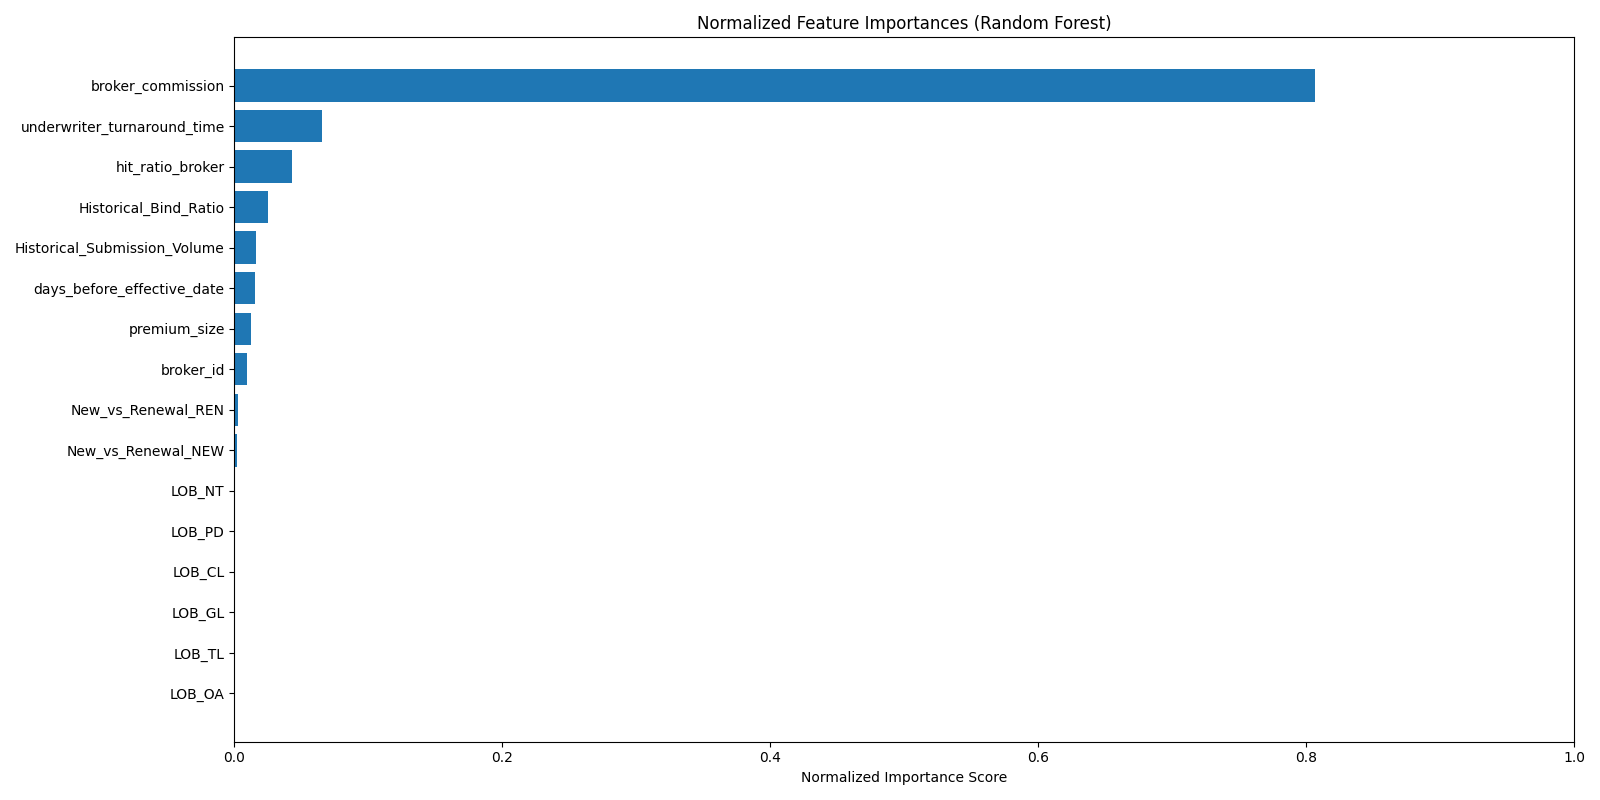 Normalized Feature Importances (Random Forest)
broker_commission
underwriter_turnaround_time
hit_ratio_broker
Historical_Bind_Ratio
Historical_Submission_Volume
days_before_effective_date
premium_size
broker_id
New_vs_Renewal_REN
New_vs_Renewal_NEW
LOB_NT
LOB_PD
LOB_CL
LOB_GL
LOB_TL
LOB_OA
0.0 0.2 0.4 0.6 0.8 1.0
Normalized Importance Score